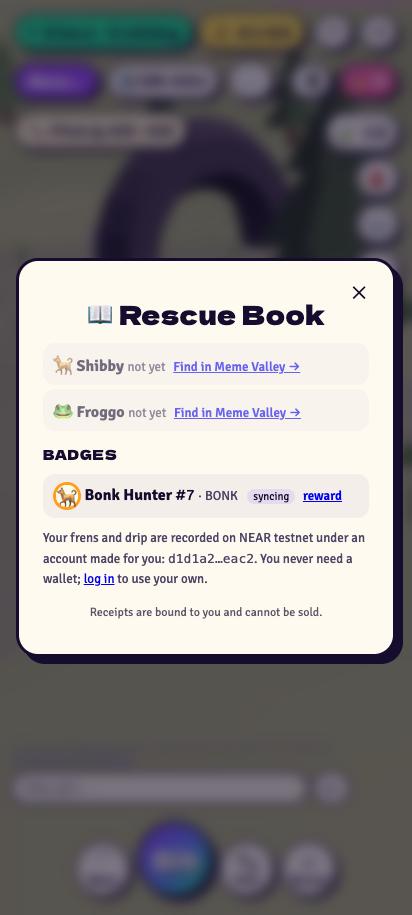 Rescue Book
Shibby not yet Find in Meme Valley →
Froggo not yet Find in Meme Valley →
BADGES
Bonk Hunter #7 · BONK syncing reward
Your frens and drip are recorded on NEAR testnet under an
account made for you: d1d1a2…eac2. You never need a
wallet; log in to use your own.
Receipts are bound to you and cannot be sold.